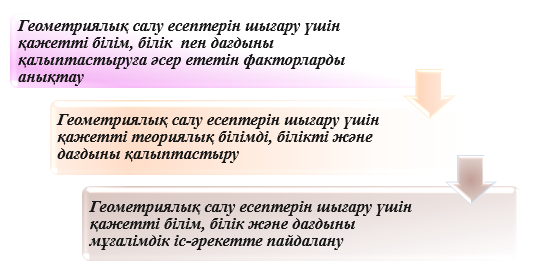 Геометриялық салу есептерін шығару үшін
қажетті білім, білік пен дағдыны
қалыптастыруға әсер ететін факторларды
анықтау
Геометриялық салу есептерін шығару үшін
қажетті теориялық білімді, білікті және
дағдыны қалыптастыру
Геометриялық салу есептерін шығару үшін
қажетті білім, білік және дағдыны
мұғалімдік іс-әрекетте пайдалану